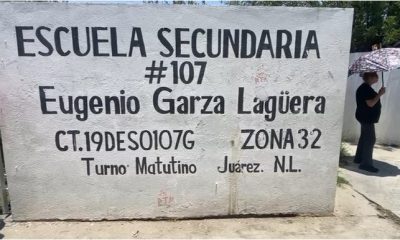 ESCUELA SECUNDARIA
#107
Eugenio Garza Lagüera
CT.19DES0107G ZONA 32
Turno Matutino Juárez. N.L.